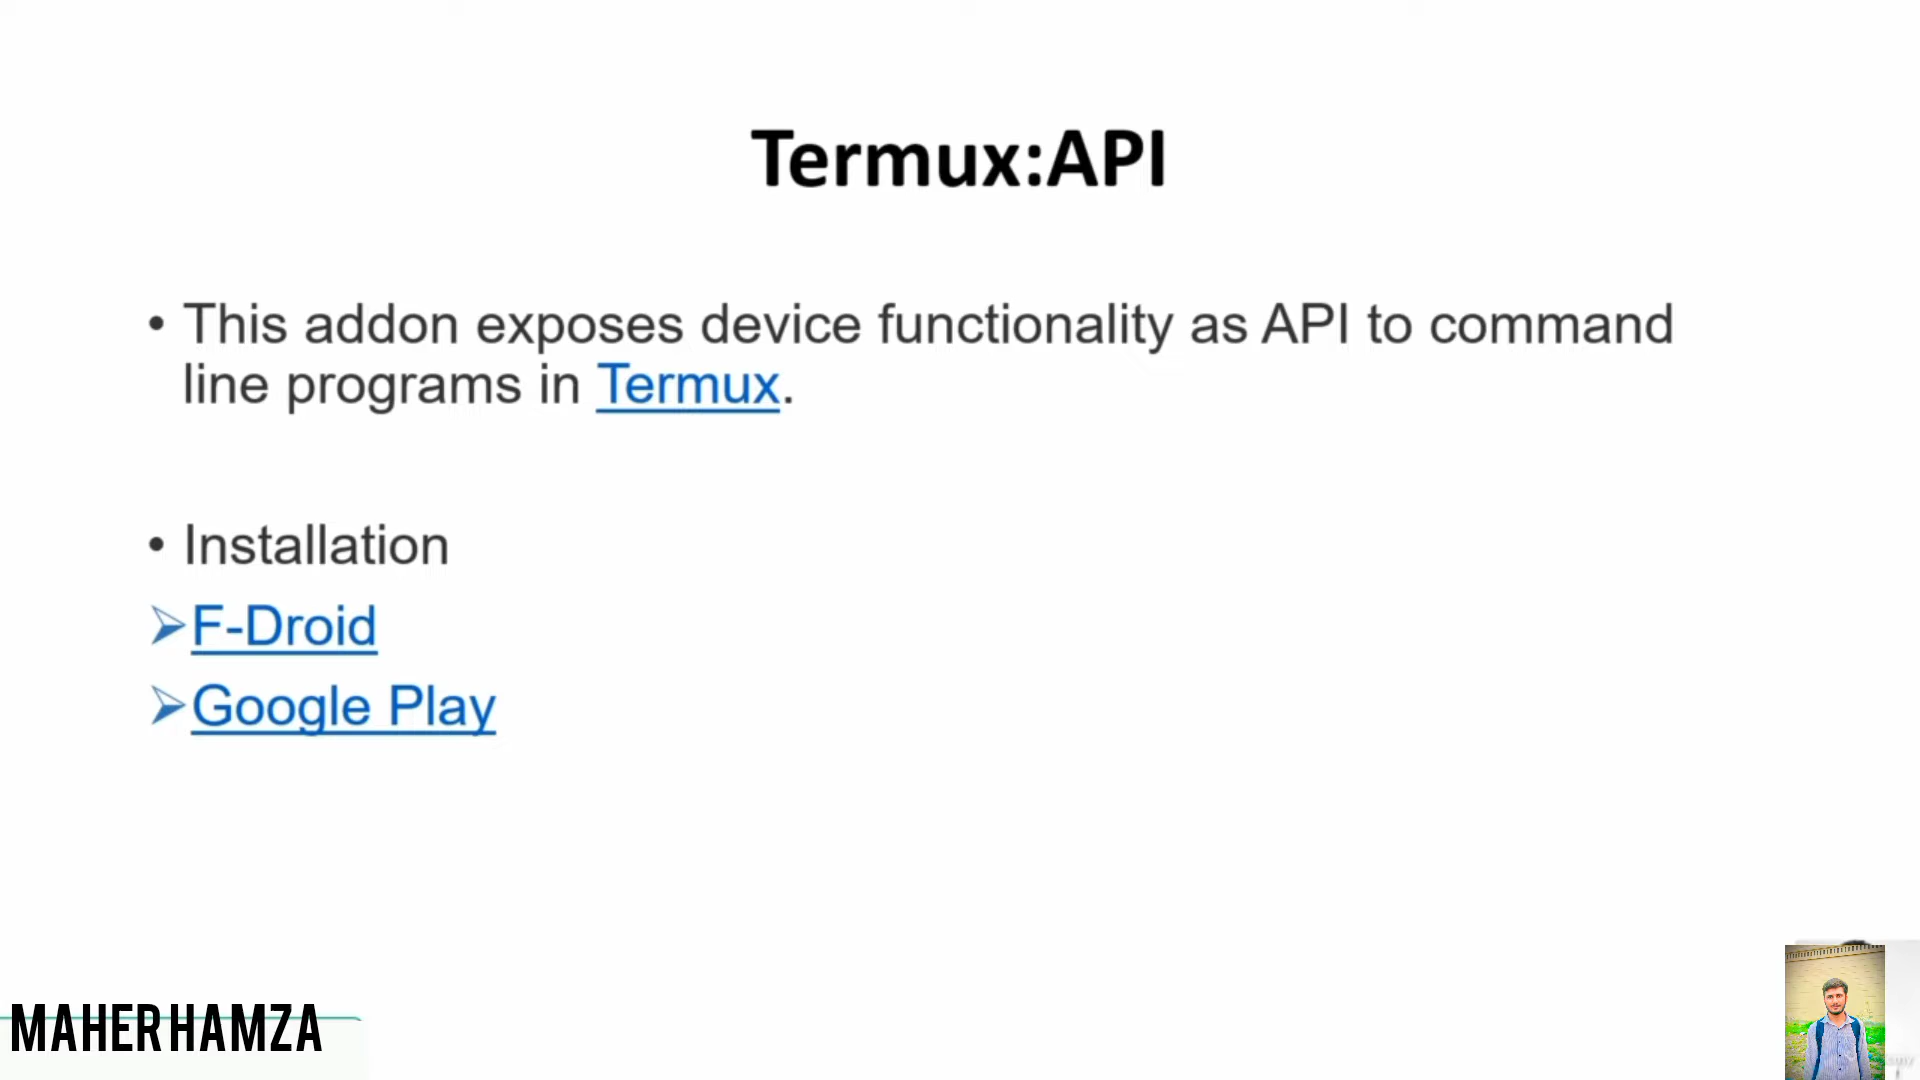 Termux:API
• This addon exposes device functionality as API to command
line programs in Termux.
• Installation
➢F-Droid
➢Google Play
MAHER HAMZA